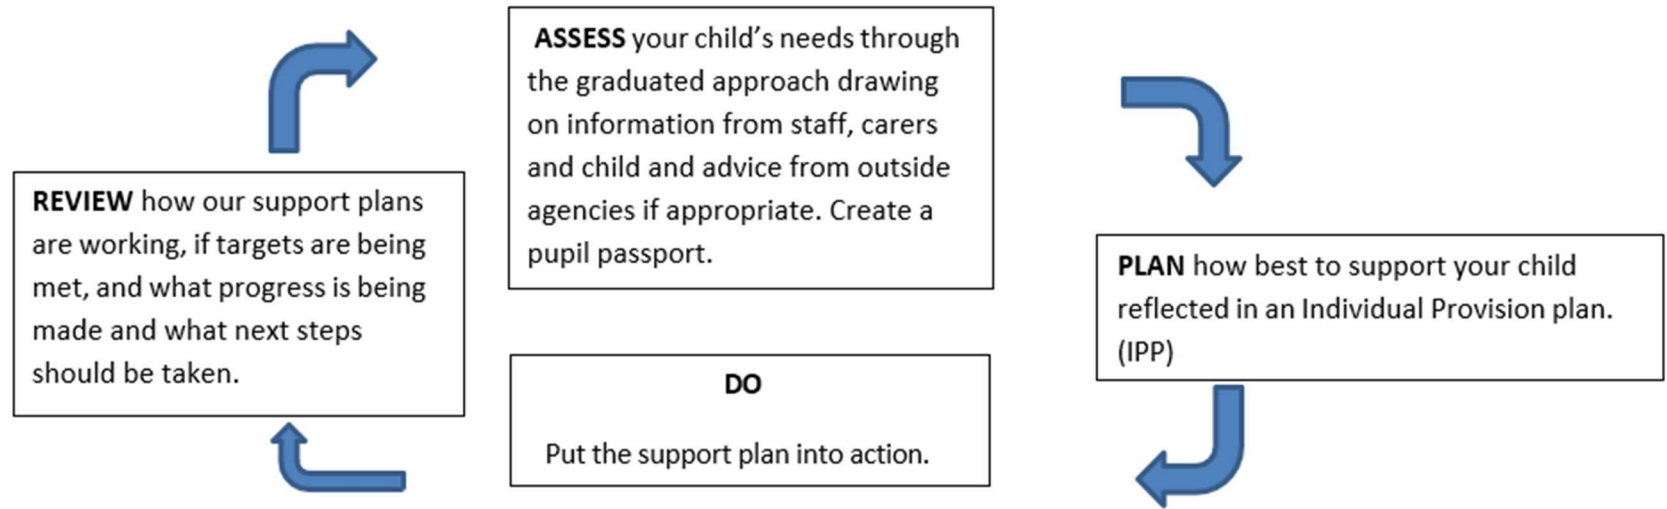 ASSESS your child’s needs through
the graduated approach drawing
on information from staff, carers
and child and advice from outside
agencies if appropriate. Create a
pupil passport.
PLAN how best to support your child
reflected in an Individual Provision plan.
(IPP)
DO
Put the support plan into action.
REVIEW how our support plans
are working, if targets are being
met, and what progress is being
made and what next steps
should be taken.